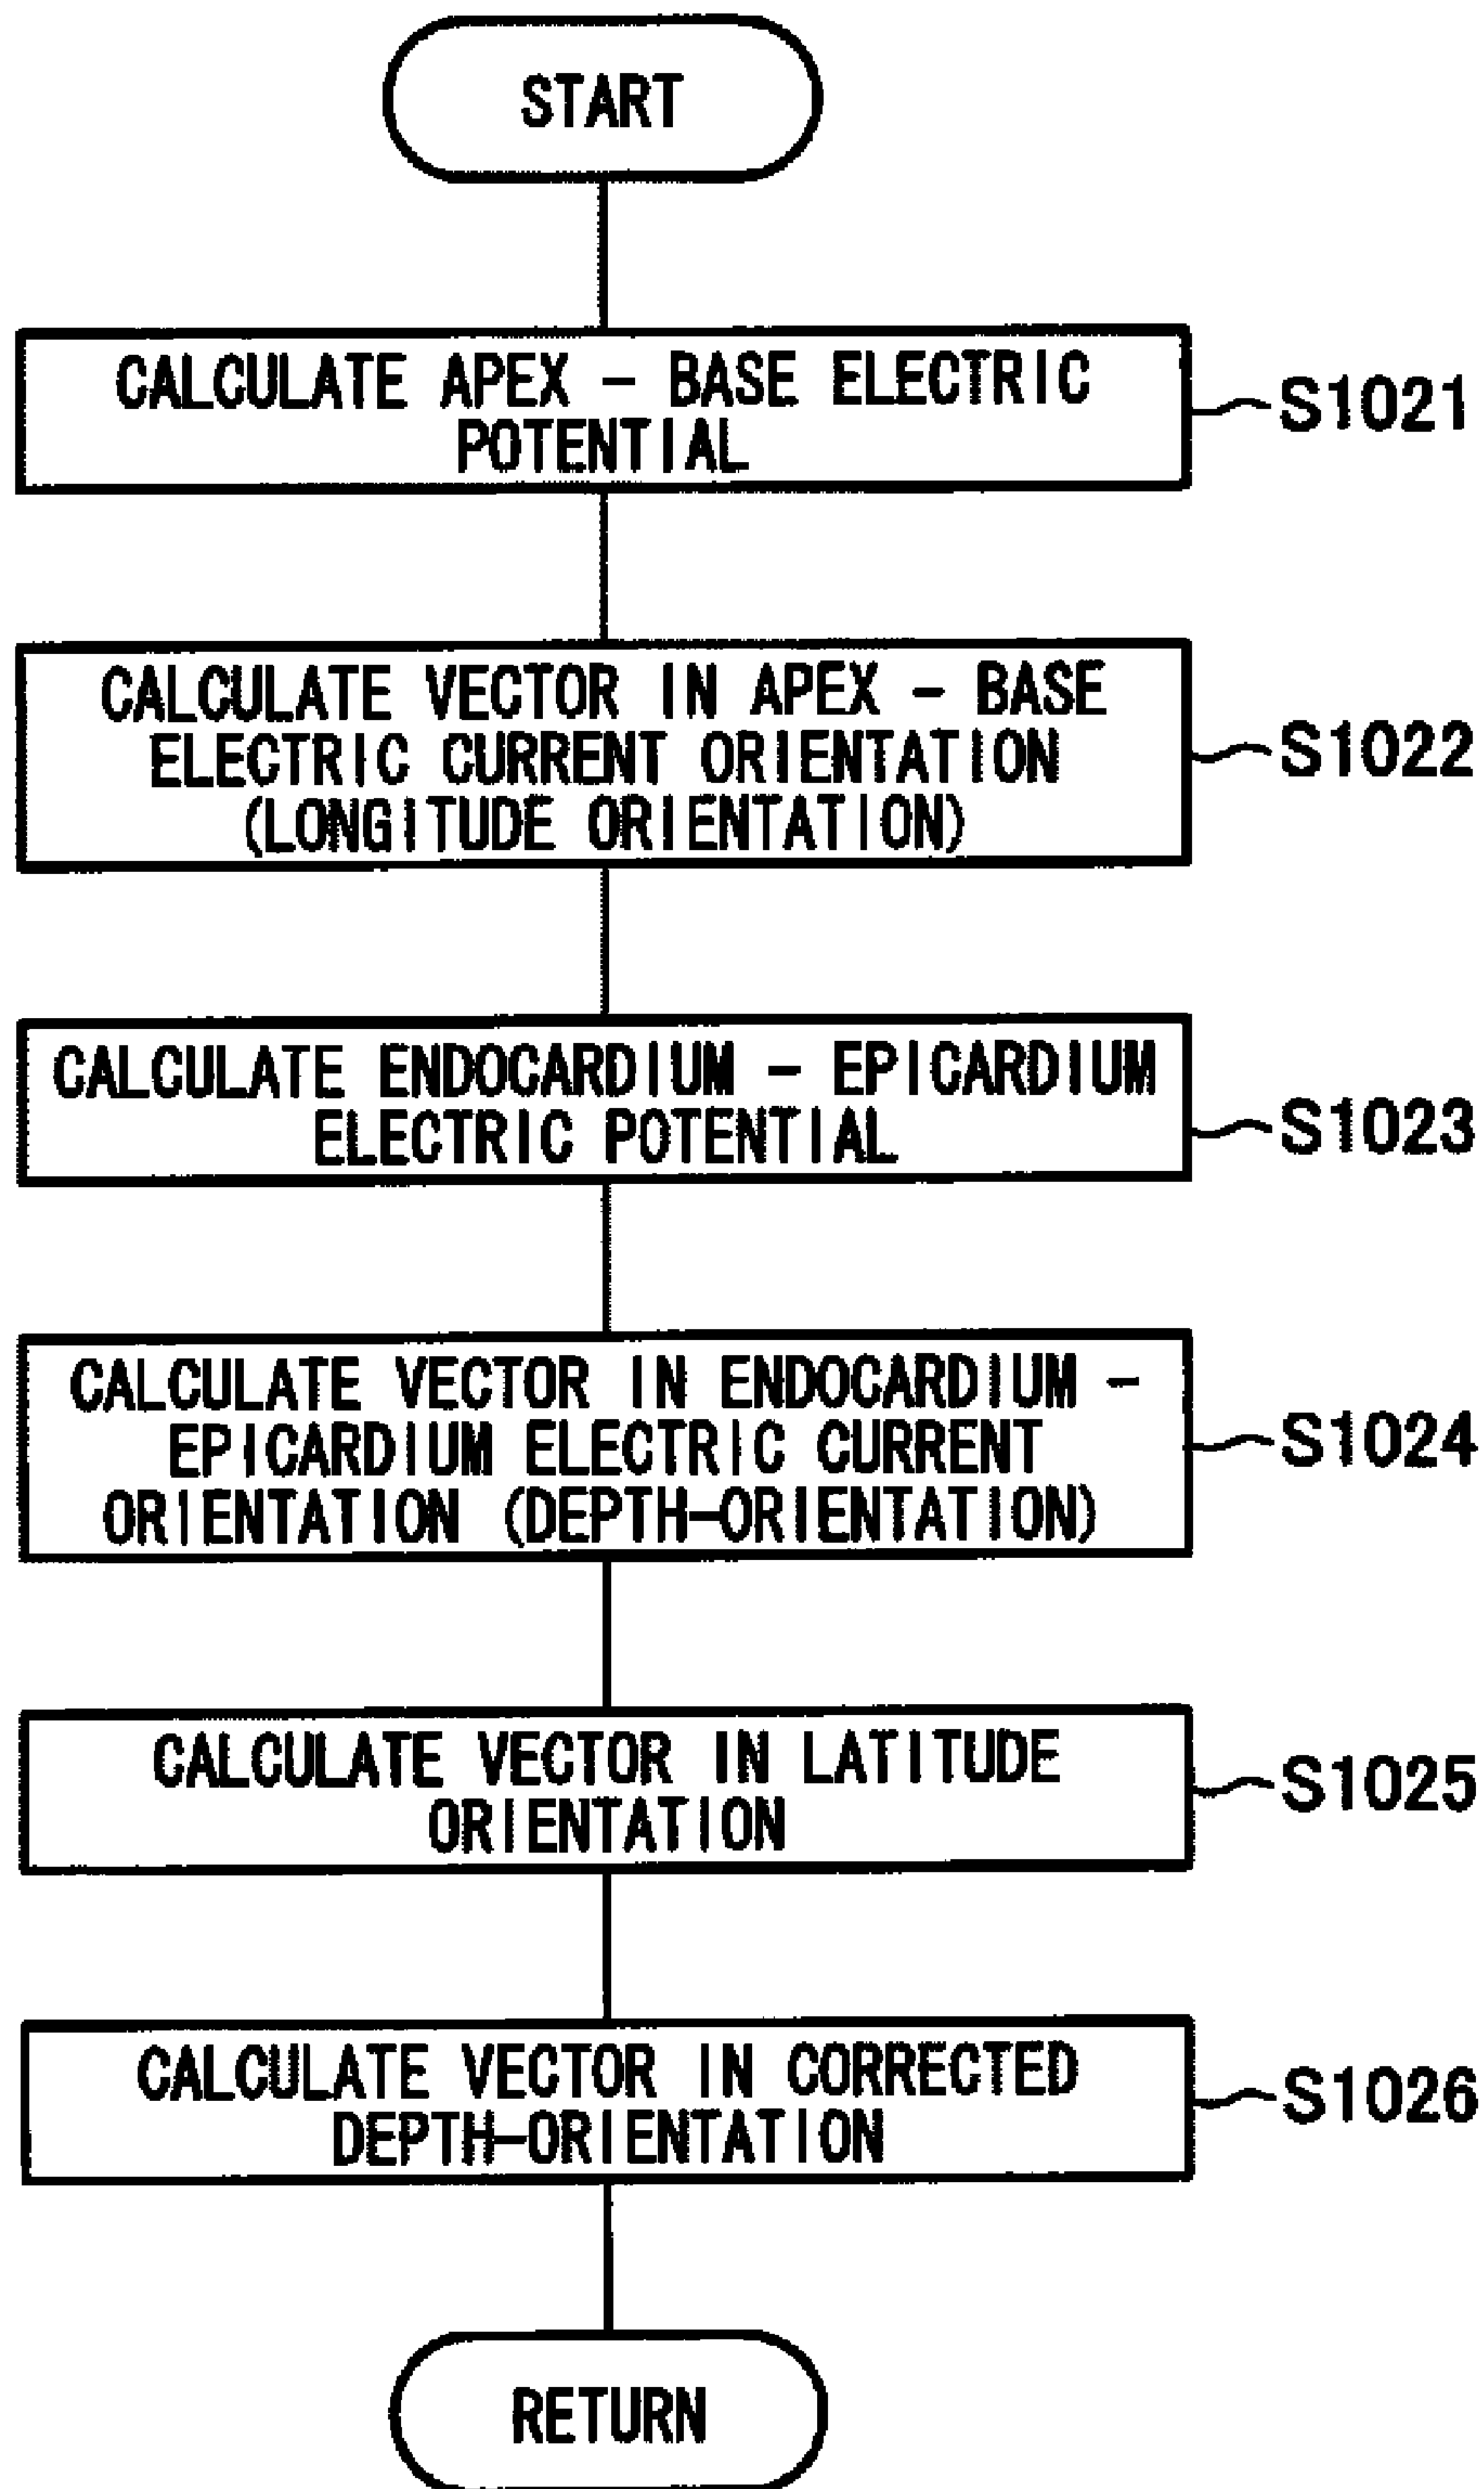 START
CALCULATE APEX - BASE ELECTRIC
POTENTIAL
S1021
CALCULATE VECTOR IN APEX - BASE
ELECTRIC CURRENT ORIENTATION
(LONGITUDE ORIENTATION)
S1022
CALCULATE ENDOCARDIUM - EPICARDIUM
ELECTRIC POTENTIAL
S1023
CALCULATE VECTOR IN ENDOCARDIUM -
EPICARDIUM ELECTRIC CURRENT
ORIENTATION (DEPTH-ORIENTATION)
S1024
CALCULATE VECTOR IN LATITUDE
ORIENTATION
S1025
CALCULATE VECTOR IN CORRECTED
DEPTH-ORIENTATION
S1026
RETURN